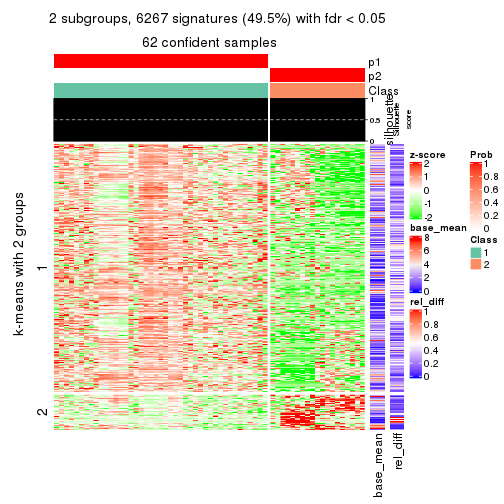 2 subgroups, 6267 signatures (49.5%) with fdr < 0.05
62 confident samples
p1
p2
Class
1
0.5
0
silhouette
Silhouette
score
k-means with 2 groups
1
2
base_mean
rel_diff
z-score
2
1
0
-1
-2
base_mean
8
6
4
2
0
rel_diff
1
0.8
0.6
0.4
0.2
0
Prob
1
0.8
0.6
0.4
0.2
0
Class
1
2